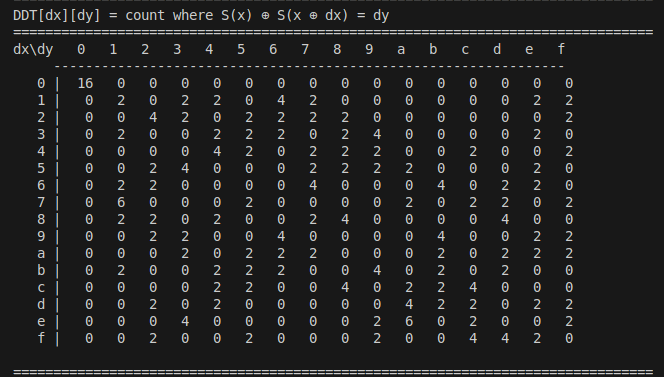 DDT[dx][dy] = count where S(x) ⊕ S(x ⊕ dx) = dy
================================================================================
dx\dy   0  1  2  3  4  5  6  7  8  9  a  b  c  d  e  f
----------------------------------------------------------------
0 | 16  0  0  0  0  0  0  0  0  0  0  0  0  0  0  0
1 |  0  2  0  2  2  0  4  2  0  0  0  0  0  0  2  2
2 |  0  0  4  2  0  2  2  2  2  0  0  0  0  0  0  2
3 |  0  2  0  0  2  2  2  0  2  4  0  0  0  0  2  0
4 |  0  0  0  0  4  2  0  2  2  2  0  0  2  0  0  2
5 |  0  0  2  4  0  0  0  2  2  2  2  0  0  0  2  0
6 |  0  2  2  0  0  0  0  4  0  0  0  4  0  2  2  0
7 |  0  6  0  0  0  2  0  0  0  0  2  0  2  2  0  2
8 |  0  2  2  0  2  0  0  2  4  0  0  0  0  4  0  0
9 |  0  0  2  2  0  0  4  0  0  0  0  4  0  0  2  2
a |  0  0  0  2  0  2  2  0  0  0  0  2  0  2  2  2
b |  0  2  0  0  2  2  2  0  0  4  0  2  0  2  0  0
c |  0  0  0  0  2  2  0  0  4  0  2  2  4  0  0  0
d |  0  0  2  0  2  0  0  0  0  0  4  2  2  0  2  2
e |  0  0  0  4  0  0  0  0  0  2  6  0  2  0  0  2
f |  0  0  2  0  0  2  0  0  0  2  0  0  4  4  2  0
================================================================================